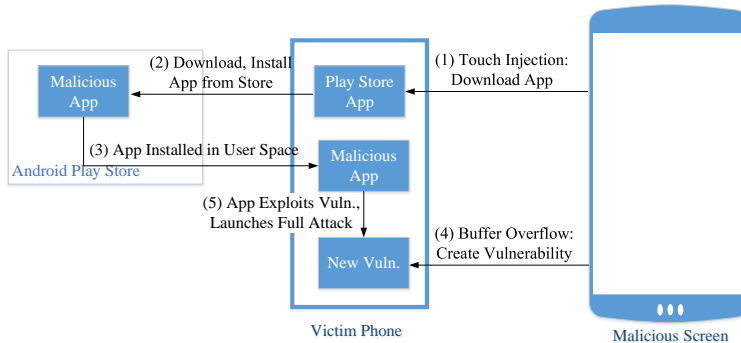 (1) Touch Injection:
Download App
(2) Download, Install
App from Store
Malicious
App
Play Store
App
(3) App Installed in User Space
Android Play Store
Malicious
App
(5) App Exploits Vuln.,
Launches Full Attack
(4) Buffer Overflow:
Create Vulnerability
New Vuln.
Victim Phone
Malicious Screen